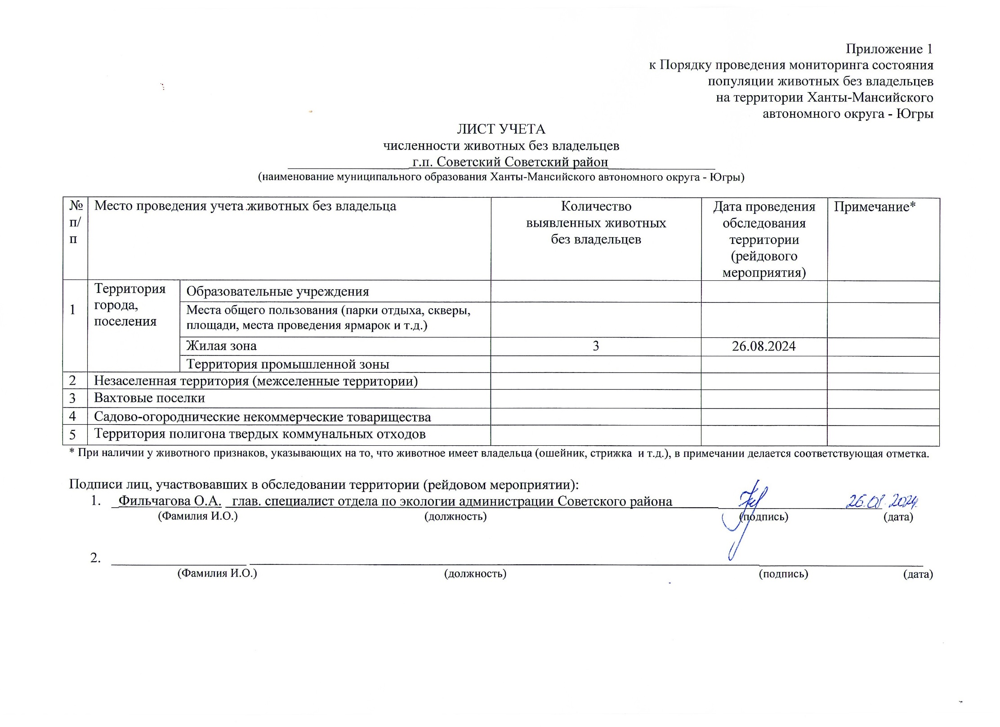 Приложение 1
к Порядку проведения мониторинга состояния
популяции животных без владельцев
на территории Ханты-Мансийского
автономного округа - Югры
ЛИСТ УЧЕТА
численности животных без владельцев
г.п. Советский Советский район
(наименование муниципального образования Ханты-Мансийского автономного округа - Югры)
№ п/п Место проведения учета животных без владельца Количество выявленных животных без владельцев Дата проведения обследования территории (рейдового мероприятия) Примечание*
1 Территория города, поселения
Образовательные учреждения
Места общего пользования (парки отдыха, скверы,
площади, места проведения ярмарок и т.д.)
Жилая зона 3 26.08.2024
Территория промышленной зоны
2 Незаселенная территория (межселенные территории)
3 Вахтовые поселки
4 Садово-огороднические некоммерческие товарищества
5 Территория полигона твердых коммунальных отходов
* При наличии у животного признаков, указывающих на то, что животное имеет владельца (ошейник, стрижка и т.д.), в примечании делается соответствующая отметка.
Подписи лиц, участвовавших в обследовании территории (рейдовом мероприятии):
1. Фильчагова О.А. глав. специалист отдела по экологии администрации Советского района 26.08.2024
(Фамилия И.О.) (должность) (подпись) (дата)
2.
(Фамилия И.О.) (должность) (подпись) (дата)